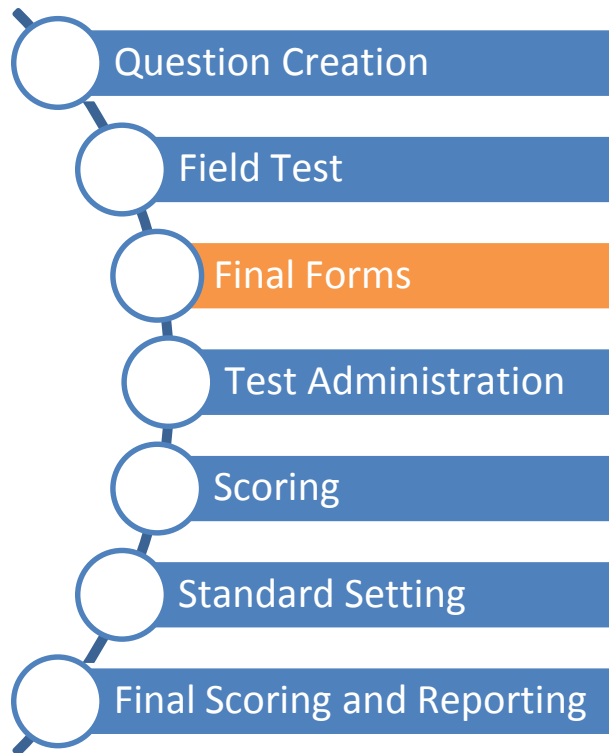 Question Creation
Field Test
Final Forms
Test Administration
Scoring
Standard Setting
Final Scoring and Reporting